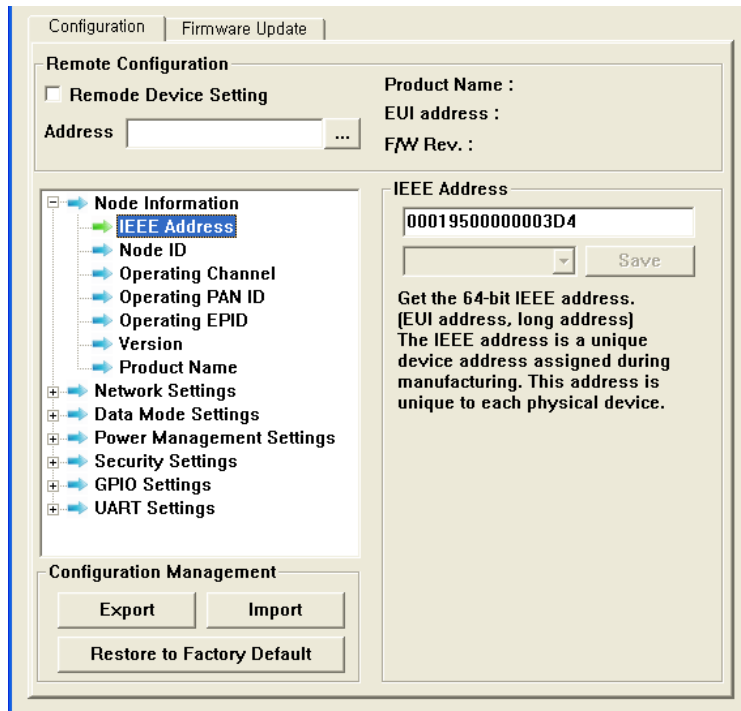 Configuration
Firmware Update
Remote Configuration
Remode Device Setting
Address
...
Product Name :
EUI address :
F/W Rev. :
Node Information
IEEE Address
Node ID
Operating Channel
Operating PAN ID
Operating EPID
Version
Product Name
Network Settings
Data Mode Settings
Power Management Settings
Security Settings
GPIO Settings
UART Settings
Configuration Management
Export
Import
Restore to Factory Default
IEEE Address
00019500000003D4
Save
Get the 64-bit IEEE address.
(EUI address, long address)
The IEEE address is a unique
device address assigned during
manufacturing. This address is
unique to each physical device.